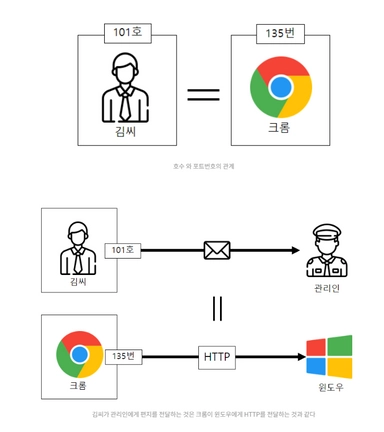 101호
135번
김씨
크롬
호수 와 포트번호의 관계
101호
김씨
관리인
135번
HTTP
크롬
윈도우
김씨가 관리인에게 편지를 전달하는 것은 크롬이 윈도우에게 HTTP를 전달하는 것과 같다